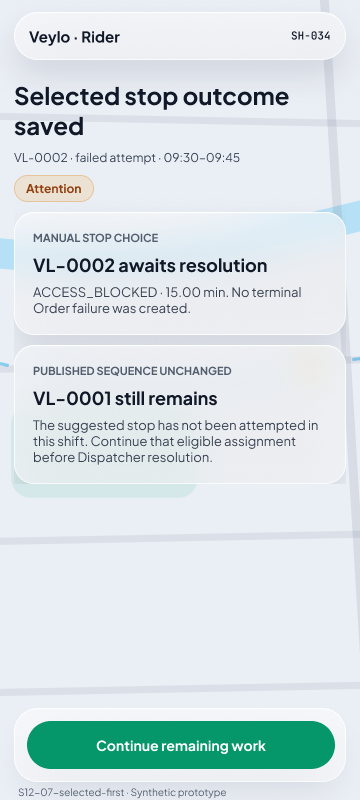 Veylo · Rider
SH-034
Selected stop outcome
saved
VL-0002 · failed attempt · 09:30–09:45
Attention
MANUAL STOP CHOICE
VL-0002 awaits resolution
ACCESS_BLOCKED · 15.00 min. No terminal
Order failure was created.
PUBLISHED SEQUENCE UNCHANGED
VL-0001 still remains
The suggested stop has not been attempted in
this shift. Continue that eligible assignment
before Dispatcher resolution.
Continue remaining work
S12-07-selected-first · Synthetic prototype